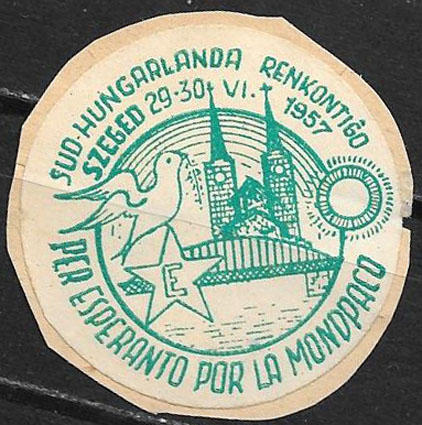 SUD-HUNGARLANDA RENKONTIĜO
SZEGED 29-30. VI. 1957
E
PER ESPERANTO POR LA MONDPACO